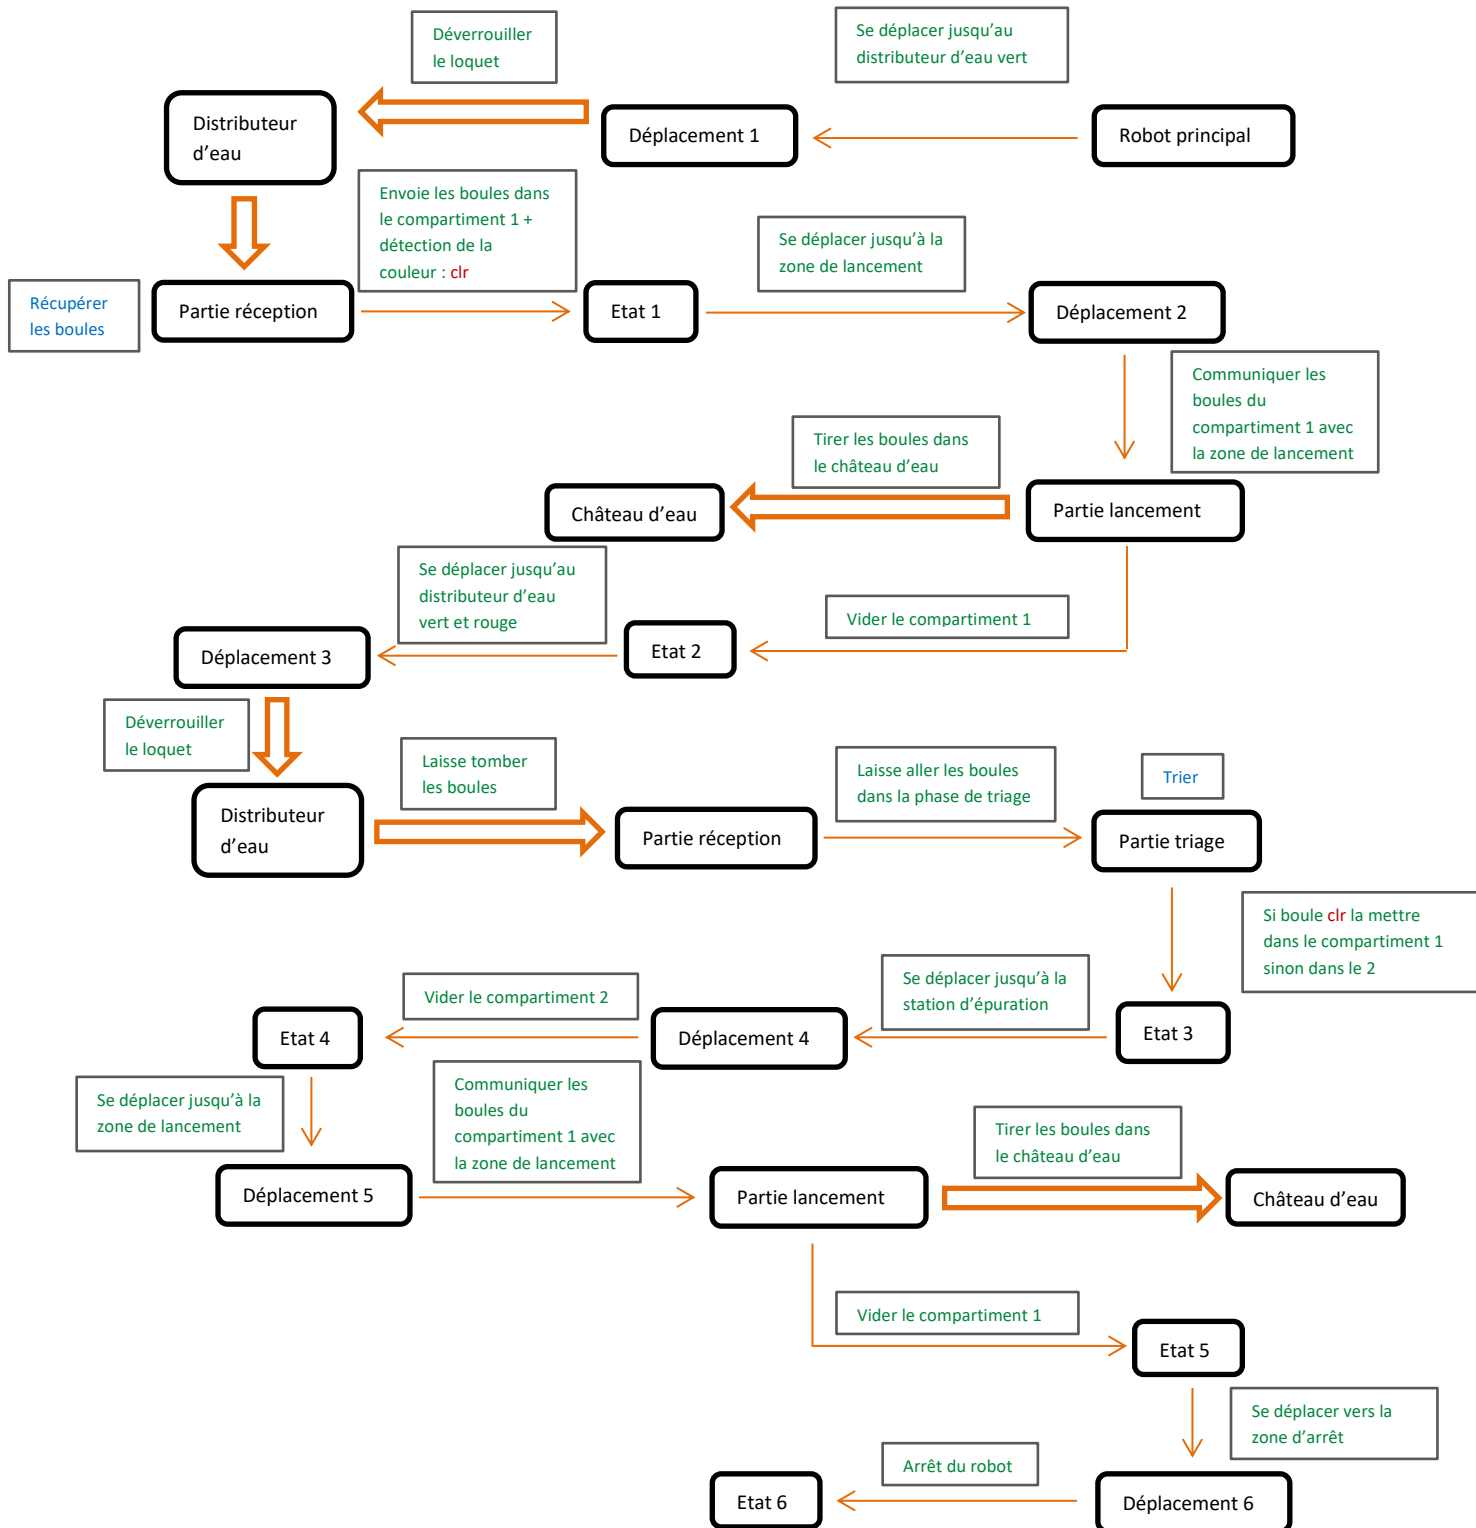 Déverrouiller
le loquet
Se déplacer jusqu'au
distributeur d'eau vert
Distributeur
d'eau
Déplacement 1
Robot principal
Envoie les boules dans
le compartiment 1 +
détection de la
couleur : clr
Se déplacer jusqu'à la
zone de lancement
Récupérer
les boules
Partie réception
Etat 1
Déplacement 2
Communiquer les
boules du
compartiment 1 avec
la zone de lancement
Tirer les boules dans
le château d'eau
Château d'eau
Partie lancement
Se déplacer jusqu'au
distributeur d'eau
vert et rouge
Vider le compartiment 1
Déplacement 3
Etat 2
Déverrouiller
le loquet
Laisse tomber
les boules
Laisse aller les boules
dans la phase de triage
Trier
Distributeur
d'eau
Partie réception
Partie triage
Si boule clr la mettre
dans le compartiment 1
sinon dans le 2
Se déplacer jusqu'à la
station d'épuration
Vider le compartiment 2
Etat 4
Déplacement 4
Etat 3
Se déplacer jusqu'à la
zone de lancement
Communiquer les
boules du
compartiment 1 avec
la zone de lancement
Tirer les boules dans
le château d'eau
Déplacement 5
Partie lancement
Château d'eau
Vider le compartiment 1
Etat 5
Se déplacer vers la
zone d'arrêt
Arrêt du robot
Etat 6
Déplacement 6